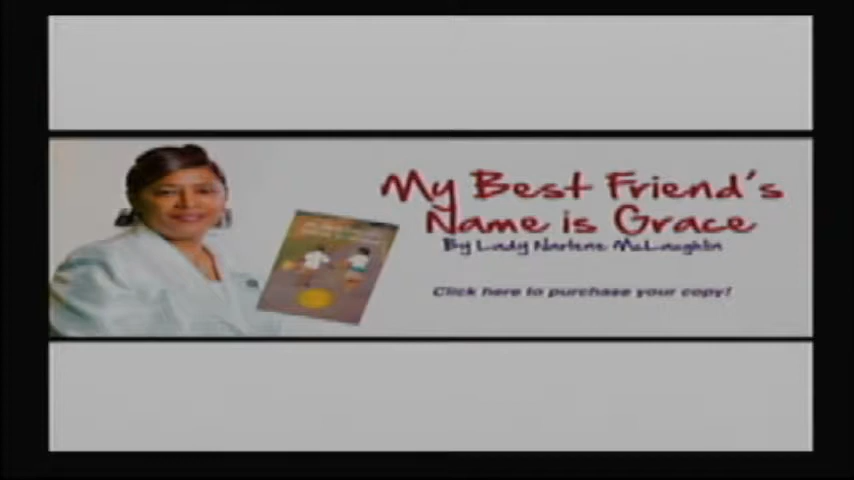 My Best Friend's
Name is Grace
By Lady Narlene McLaughlin
Click here to purchase your copy!